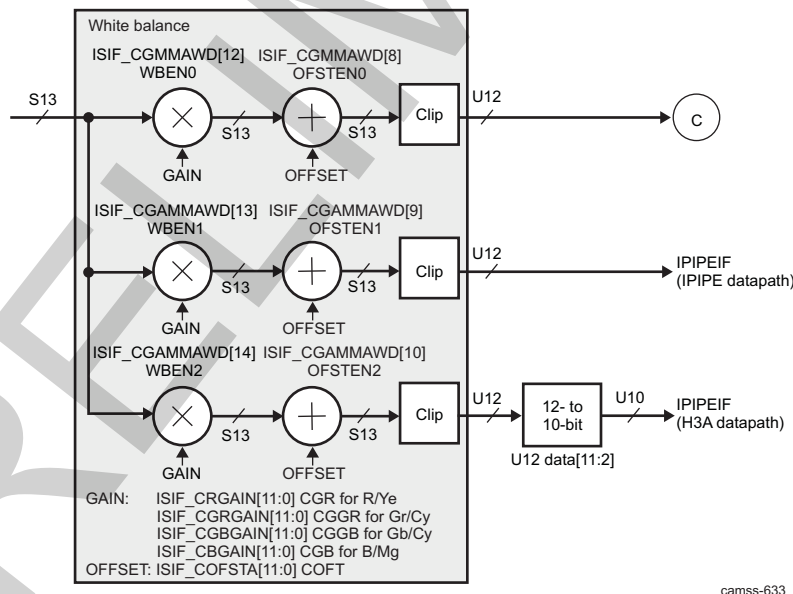 White balance
ISIF_CGMMAWD[12] ISIF_CGMMAWD[8]
WBEN0 OFSTEN0
S13 S13 S13 Clip U12 C
GAIN OFFSET
ISIF_CGAMMAWD[13] ISIF_CGAMMAWD[9]
WBEN1 OFSTEN1
S13 S13 Clip U12 IPIPEIF
(IPIPE datapath)
GAIN OFFSET
ISIF_CGAMMAWD[14] ISIF_CGAMMAWD[10]
WBEN2 OFSTEN2
S13 S13 Clip U12 12- to
10-bit
U10 IPIPEIF
(H3A datapath)
U12 data[11:2]
GAIN OFFSET
GAIN: ISIF_CRGAIN[11:0] CGR for R/Ye
ISIF_CGRGAIN[11:0] CGGR for Gr/Cy
ISIF_CGBGAIN[11:0] CGGB for Gb/Cy
ISIF_CBGAIN[11:0] CGB for B/Mg
OFFSET: ISIF_COFSTA[11:0] COFT
camss-633